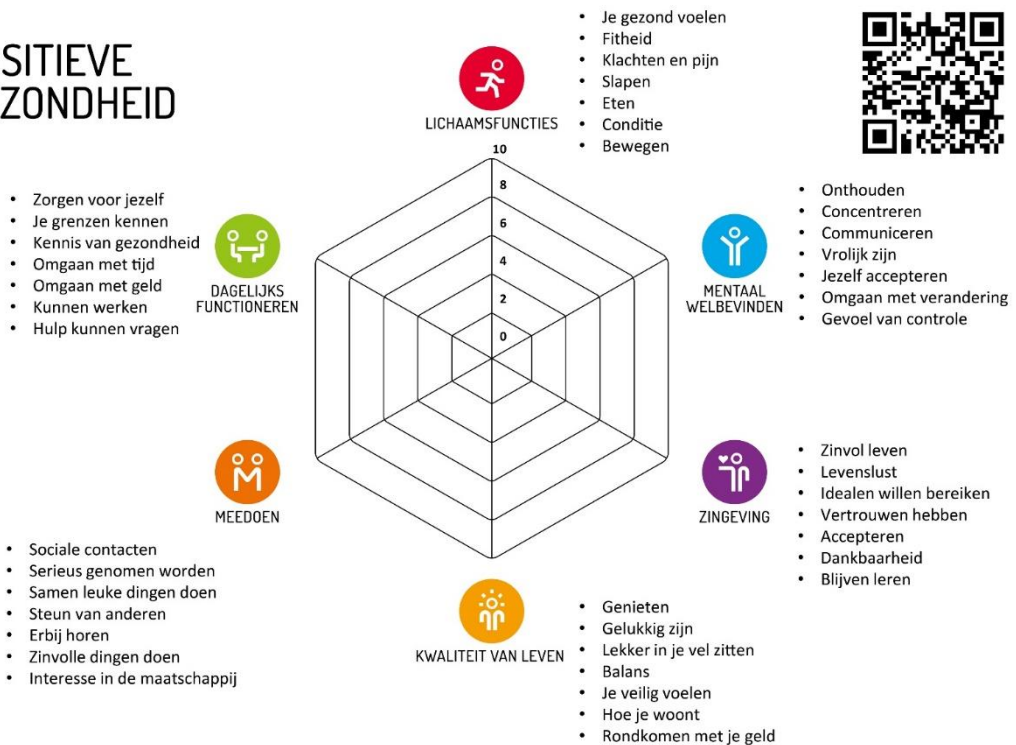 SITIEVE
ZONDHEID
LICHAAMSFUNCTIES
• Je gezond voelen
• Fitheid
• Klachten en pijn
• Slapen
• Eten
• Conditie
• Bewegen
10
8
6
4
2
0
MENTAAL
WELBEVINDEN
• Onthouden
• Concentreren
• Communiceren
• Vrolijk zijn
• Jezelf accepteren
• Omgaan met verandering
• Gevoel van controle
ZINGEVING
• Zinvol leven
• Levenslust
• Idealen willen bereiken
• Vertrouwen hebben
• Accepteren
• Dankbaarheid
• Blijven leren
KWALITEIT VAN LEVEN
• Genieten
• Gelukkig zijn
• Lekker in je vel zitten
• Balans
• Je veilig voelen
• Hoe je woont
• Rondkomen met je geld
MEEDOEN
• Sociale contacten
• Serieus genomen worden
• Samen leuke dingen doen
• Steun van anderen
• Erbij horen
• Zinvolle dingen doen
• Interesse in de maatschappij
DAGELIJKS
FUNCTIONEREN
• Zorgen voor jezelf
• Je grenzen kennen
• Kennis van gezondheid
• Omgaan met tijd
• Omgaan met geld
• Kunnen werken
• Hulp kunnen vragen